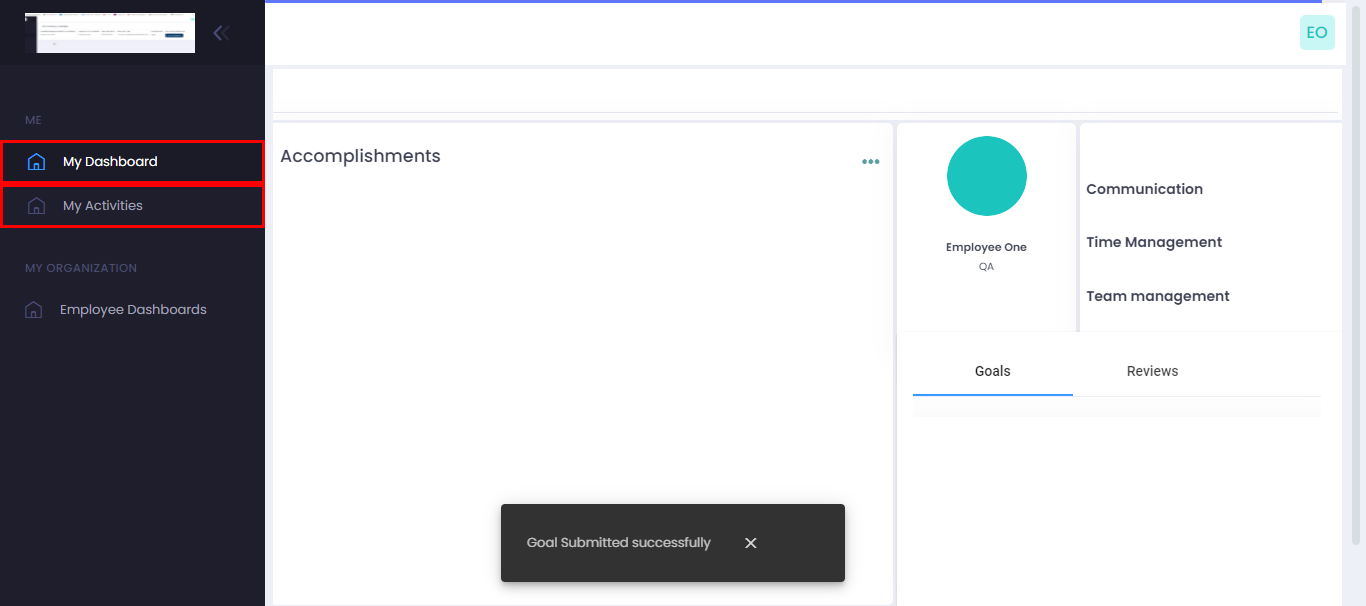 EO
ME
My Dashboard
My Activities
MY ORGANIZATION
Employee Dashboards
Accomplishments
Employee One
QA
Communication
Time Management
Team management
Goals
Reviews
Goal Submitted successfully